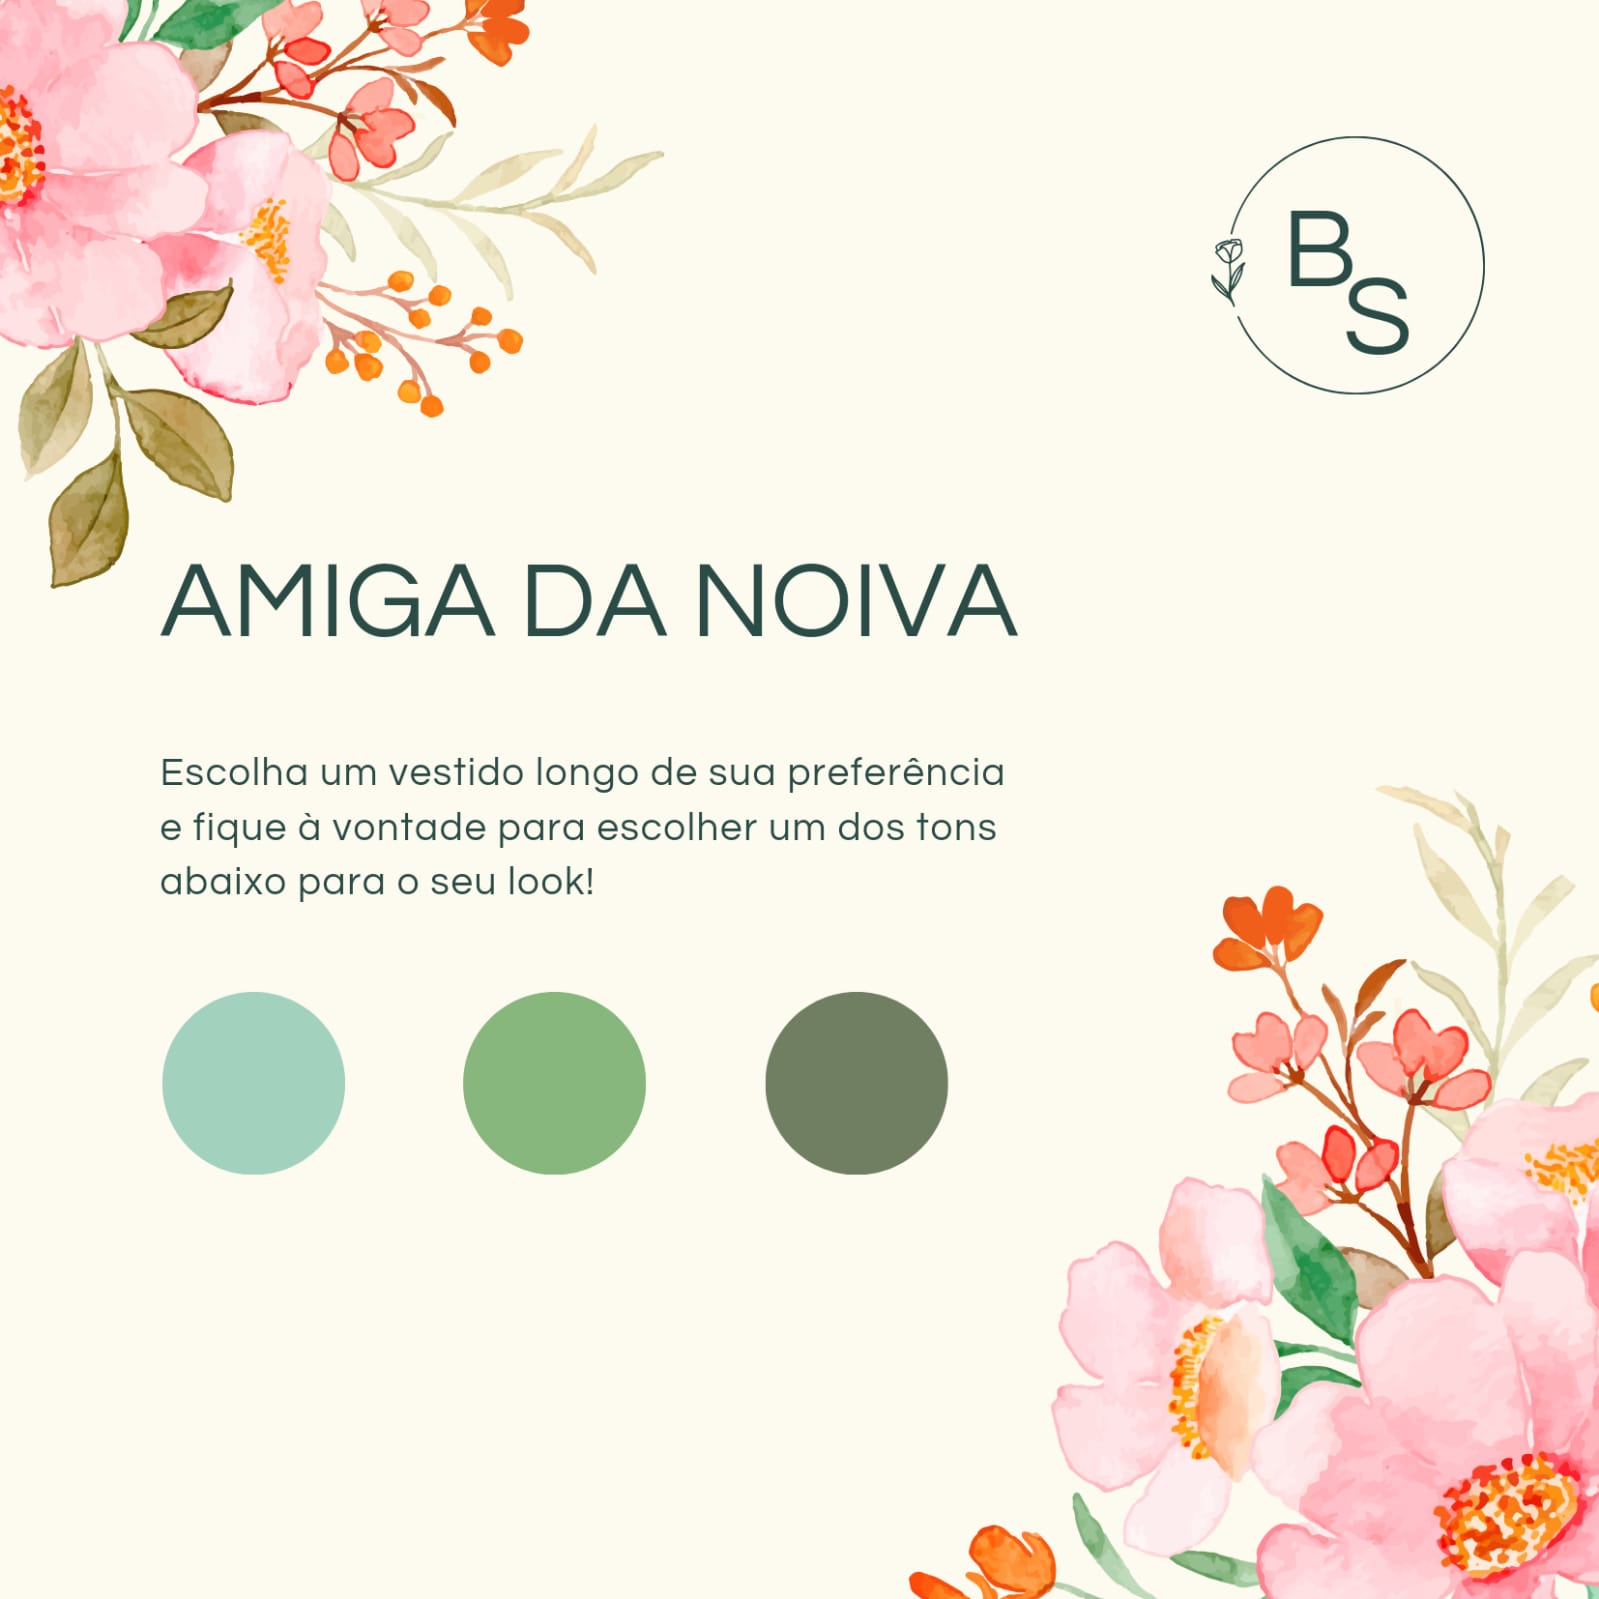 B
S
AMIGA DA NOIVA
Escolha um vestido longo de sua preferência
e fique à vontade para escolher um dos tons
abaixo para o seu look!